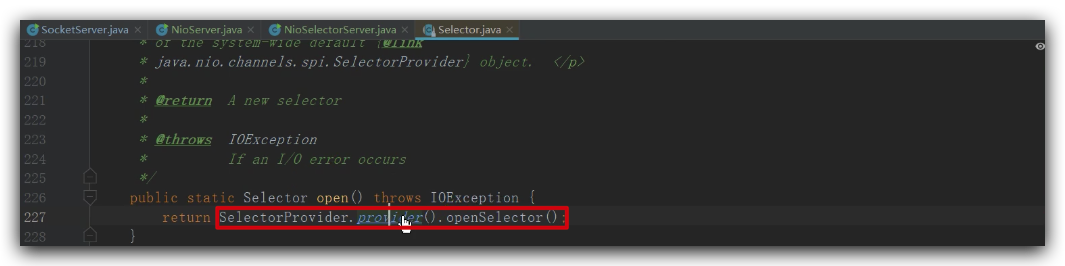 SocketServer.java × NioServer.java × NioSelectorServer.java × Selector.java ×
218 * or the system-wide default {@link
219 * java.nio.channels.spi.SelectorProvider} object. </p>
220 *
221 * @return A new selector
222 *
223 * @throws IOException
224 * If an I/O error occurs
225 */
226 public static Selector open() throws IOException {
227 return SelectorProvider.provider().openSelector();
228 }